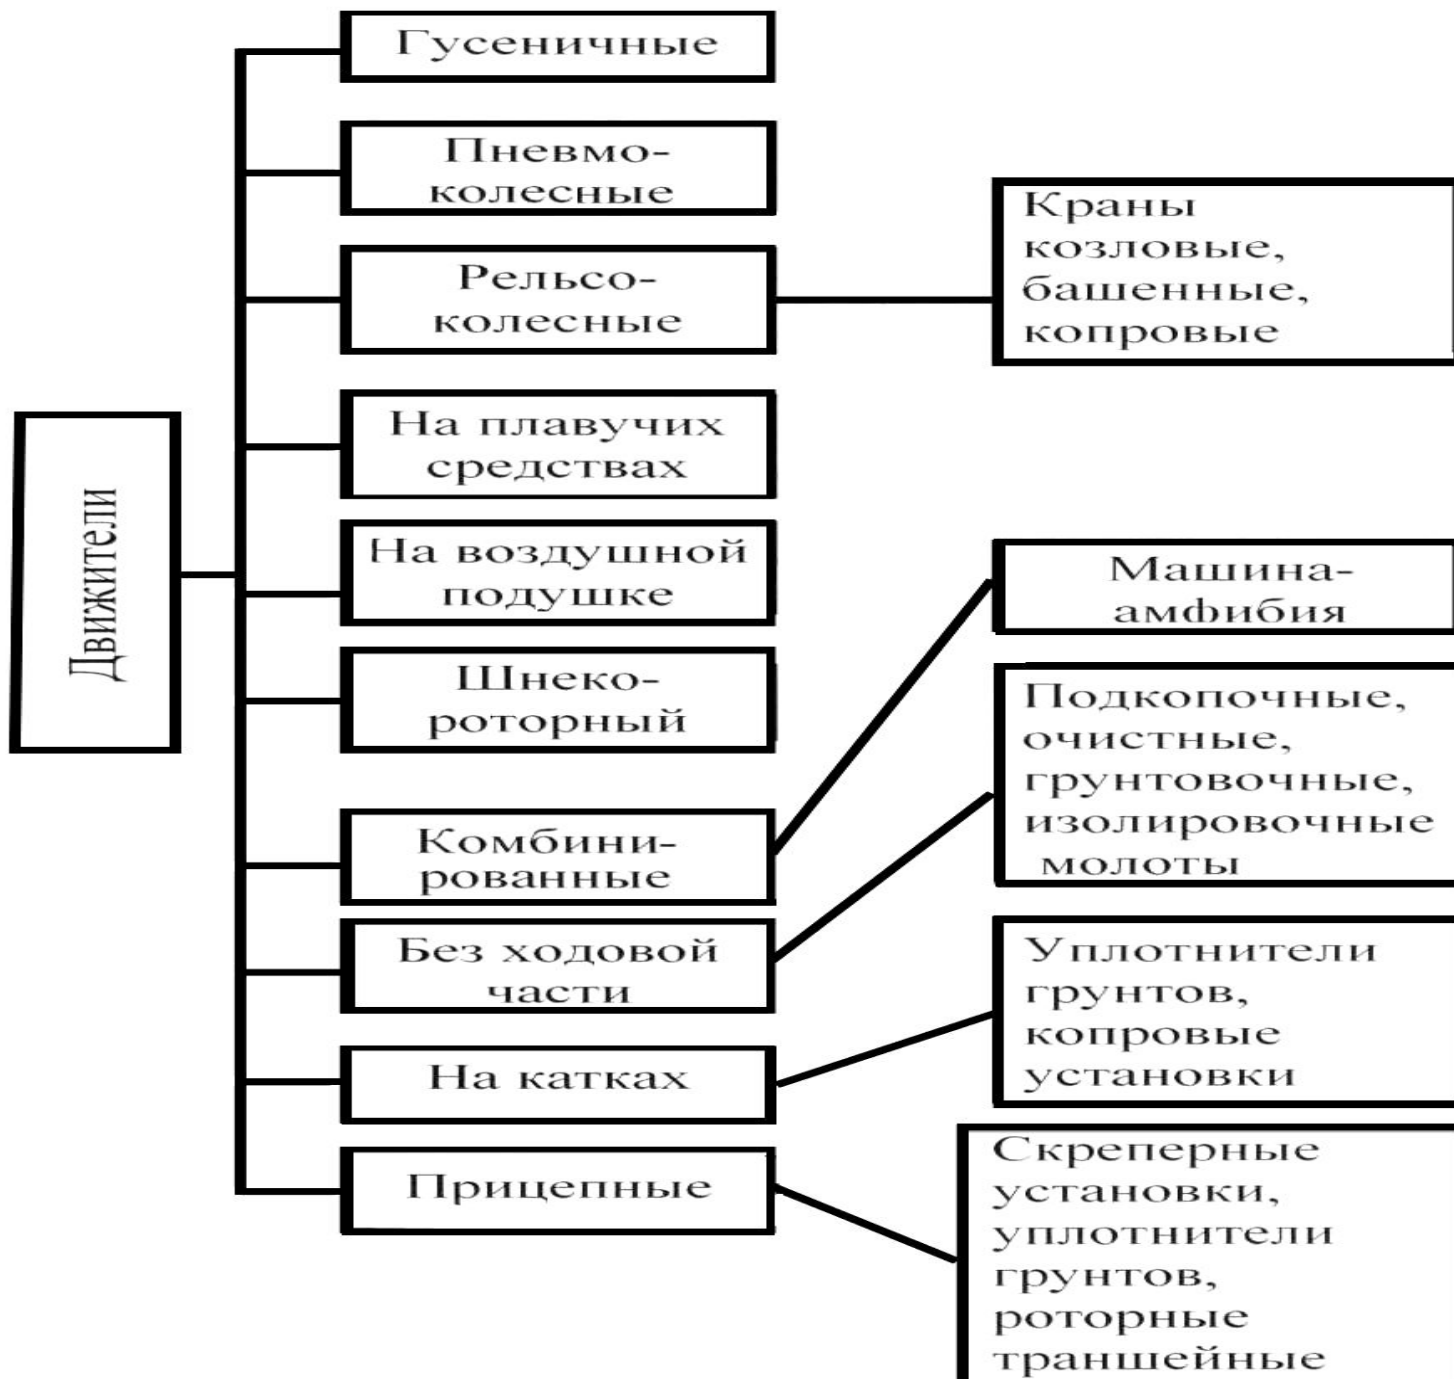 Движители
Гусеничные
Пневмо-
колесные
Рельсо-
колесные
На плавучих
средствах
На воздушной
подушке
Шнеко-
роторный
Комбини-
рованные
Без ходовой
части
На катках
Прицепные
Краны
козловые,
башенные,
копровые
Машина-
амфибия
Подкопочные,
очистные,
грунтовочные,
изолировочные
молоты
Уплотнители
грунтов,
копровые
установки
Скреперные
установки,
уплотнители
грунтов,
роторные
траншейные